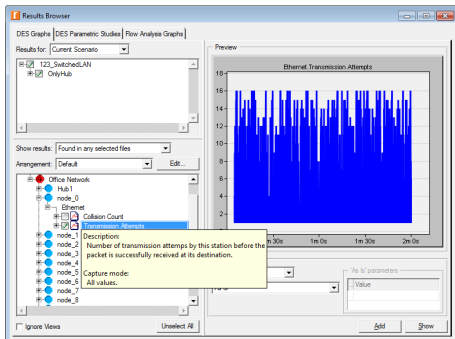 Results Browser
DES Graphs | DES Parametric Studies | Flow Analysis Graphs
Results for: Current Scenario
123_SwitchedLAN
OnlyHub
Show results: Found in any selected files
Arrangement: Default Edit...
Office Network
Hub1
node_0
Ethernet
Collision Count
Transmission Attempts
node_1
node_2
node_3
node_4
node_5
node_6
node_7
node_8
Description:
Number of transmission attemps by this station before the
packet is successfully received at its destination.
Capture mode:
All values.
Ignore Views Unselect All
Preview
Ethernet.Transmission Attempts
18
16
14
12
10
8
6
4
2
30s 1m 0s 1m 30s 2m 0s
'As Is' parameters
Value
Add Show